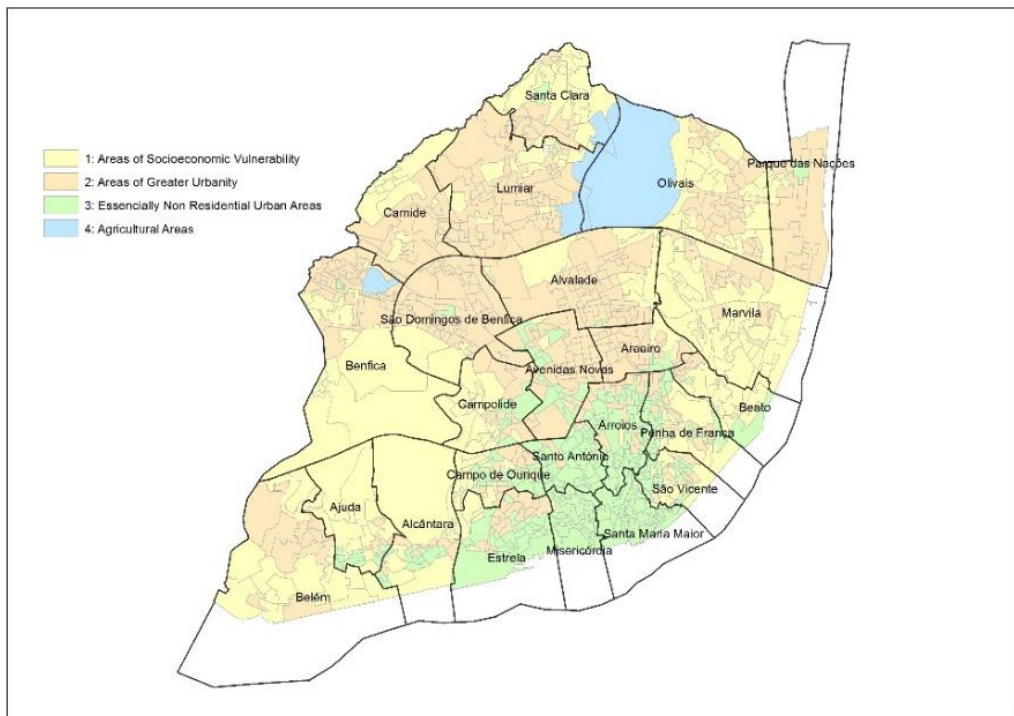 1: Areas of Socioeconomic Vulnerability
2: Areas of Greater Urbanity
3: Essencially Non Residential Urban Areas
4: Agricultural Areas
Santa Clara
Parque das Nações
Olivais
Lumiar
Carnide
Alvalade
Marvila
São Domingos de Benfica
Areeiro
Benfica
Avenidas Novas
Campolide
Beato
Arroios
Penha de França
Santo António
Campo de Ourique
São Vicente
Ajuda
Alcântara
Santa Maria Maior
Misericórdia
Estrela
Belém